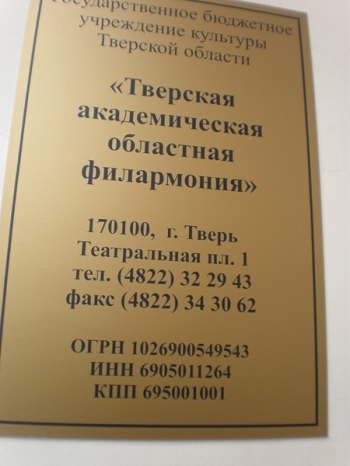 Государственное бюджетное
учреждение культуры
Тверской области
«Тверская
академическая
областная
филармония»
170100, г. Тверь
Театральная пл. 1
тел. (4822) 32 29 43
факс (4822) 34 30 62
ОГРН 1026900549543
ИНН 6905011264
КПП 695001001